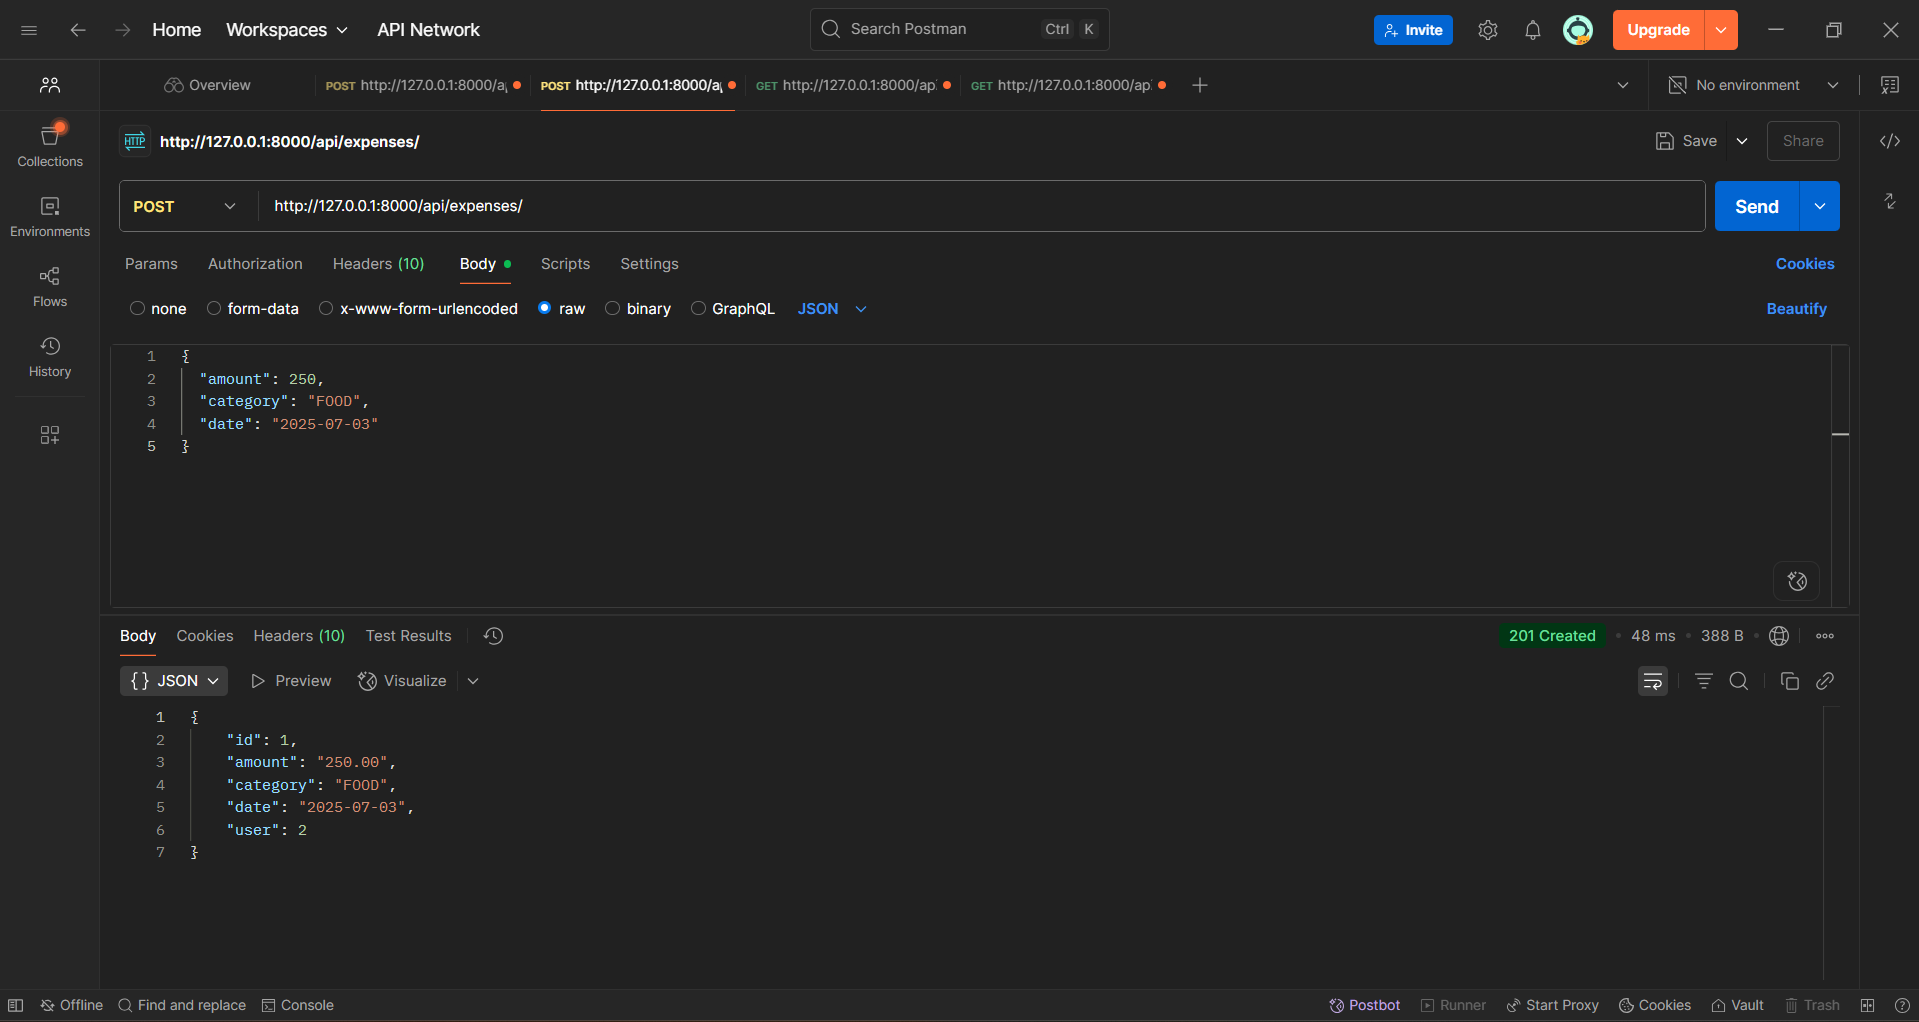 Home Workspaces API Network Search Postman Ctrl K Invite Upgrade
Overview POST http://127.0.0.1:8000/a POST http://127.0.0.1:8000/a GET http://127.0.0.1:8000/ap GET http://127.0.0.1:8000/ap No environment
HTTP http://127.0.0.1:8000/api/expenses/ Save Share
Collections
Environments
Flows
History
POST http://127.0.0.1:8000/api/expenses/ Send
Params Authorization Headers (10) Body Scripts Settings Cookies
none form-data x-www-form-urlencoded raw binary GraphQL JSON Beautify
1 {
2 "amount": 250,
3 "category": "FOOD",
4 "date": "2025-07-03"
5 }
Body Cookies Headers (10) Test Results 201 Created 48 ms 388 B
{} JSON Preview Visualize
1 {
2 "id": 1,
3 "amount": "250.00",
4 "category": "FOOD",
5 "date": "2025-07-03",
6 "user": 2
7 }
Offline Find and replace Console Postbot Runner Start Proxy Cookies Vault Trash